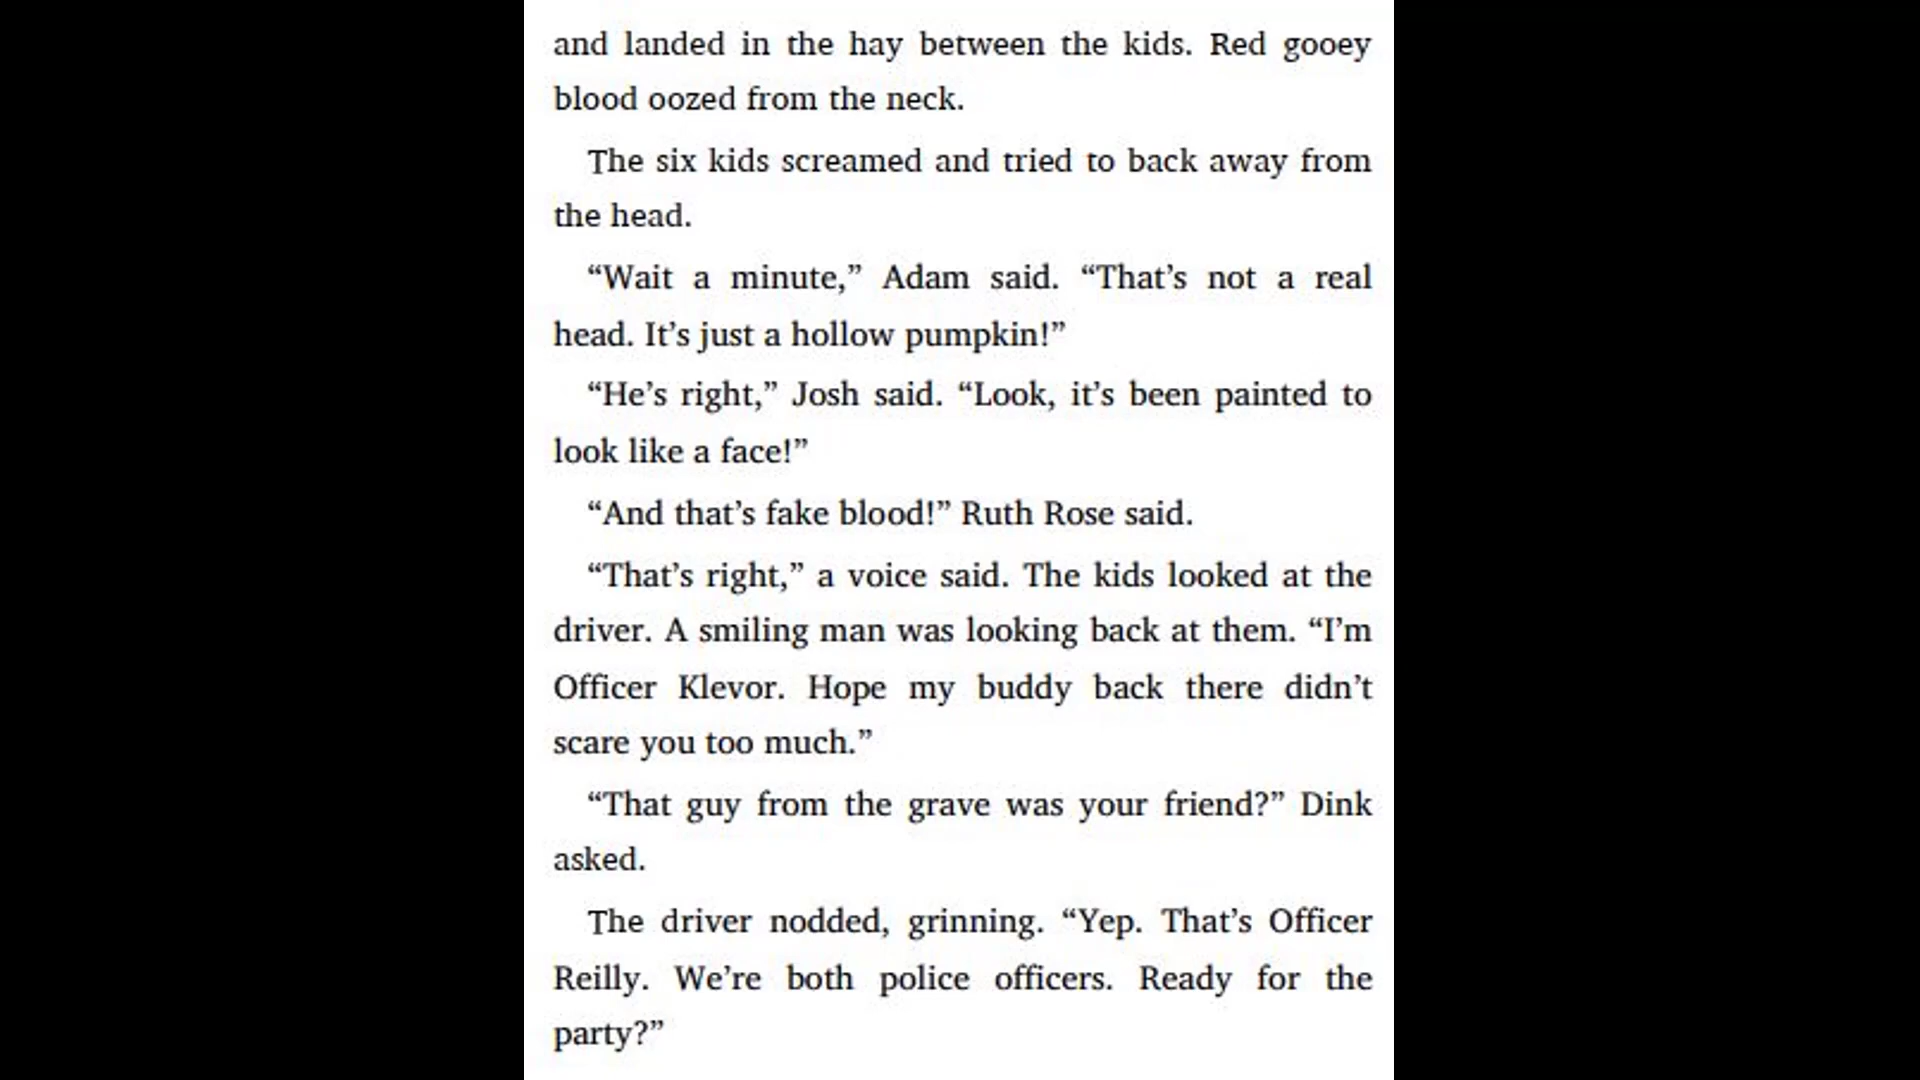 and landed in the hay between the kids. Red gooey
blood oozed from the neck.
The six kids screamed and tried to back away from
the head.
“Wait a minute,” Adam said. “That’s not a real
head. It’s just a hollow pumpkin!”
“He’s right,” Josh said. “Look, it’s been painted to
look like a face!”
“And that’s fake blood!” Ruth Rose said.
“That’s right,” a voice said. The kids looked at the
driver. A smiling man was looking back at them. “I’m
Officer Klevor. Hope my buddy back there didn’t
scare you too much.”
“That guy from the grave was your friend?” Dink
asked.
The driver nodded, grinning. “Yep. That’s Officer
Reilly. We’re both police officers. Ready for the
party?”